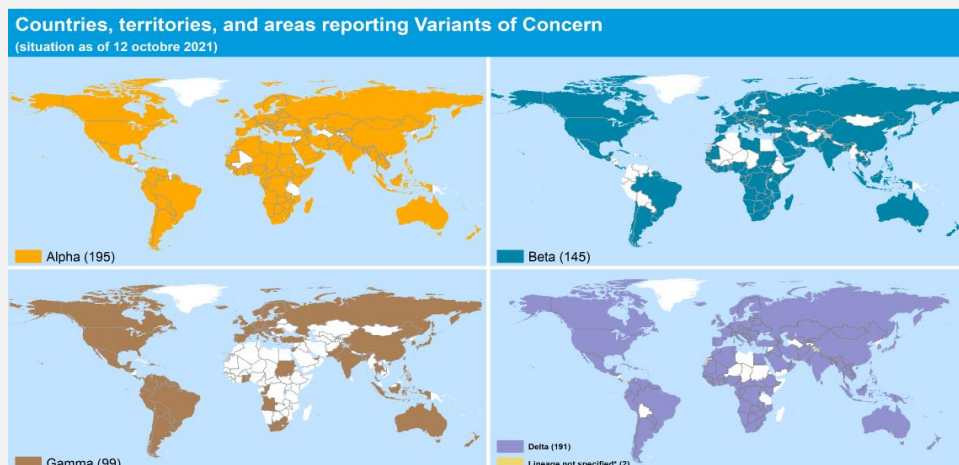 Countries, territories, and areas reporting Variants of Concern
(situation as of 12 octobre 2021)
Alpha (195)
Beta (145)
Gamma (99)
Delta (191)
Lineage not specified* (2)